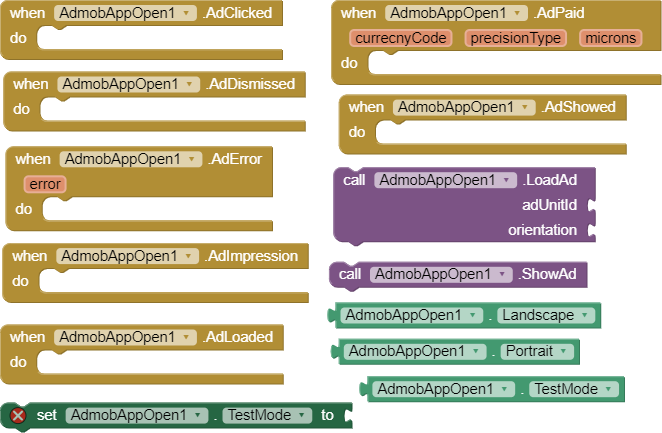 when AdmobAppOpen1 .AdClicked
do
when AdmobAppOpen1 .AdDismissed
do
when AdmobAppOpen1 .AdError
error
do
when AdmobAppOpen1 .AdImpression
do
when AdmobAppOpen1 .AdLoaded
do
set AdmobAppOpen1 . TestMode to
when AdmobAppOpen1 .AdPaid
currecnyCode precisionType microns
do
when AdmobAppOpen1 .AdShowed
do
call AdmobAppOpen1 .LoadAd
adUnitId
orientation
call AdmobAppOpen1 .ShowAd
AdmobAppOpen1 . Landscape
AdmobAppOpen1 . Portrait
AdmobAppOpen1 . TestMode